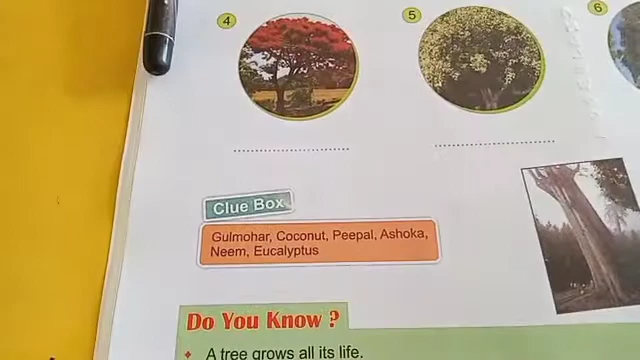 4
5
6
Clue Box
Gulmohar, Coconut, Peepal, Ashoka,
Neem, Eucalyptus
Do You Know ?
A tree grows all its life.